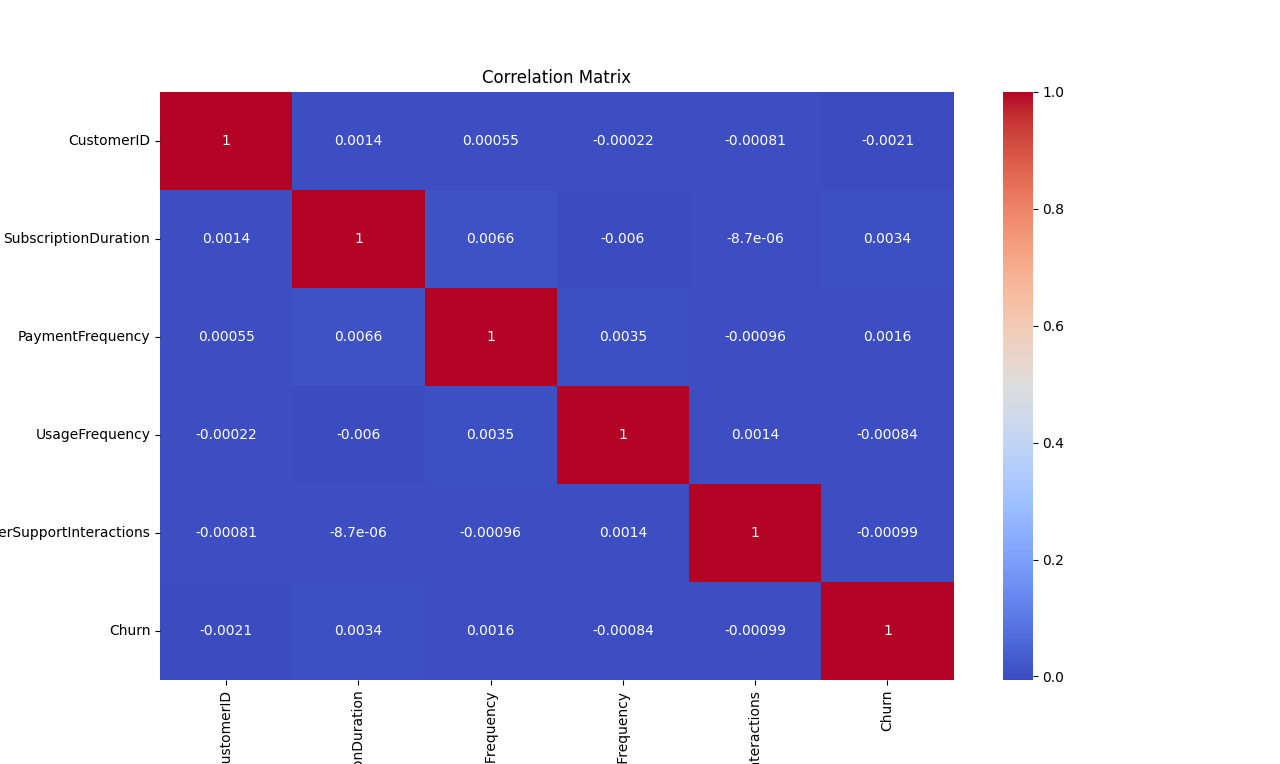 Correlation Matrix
CustomerID 1 0.0014 0.00055 -0.00022 -0.00081 -0.0021
SubscriptionDuration 0.0014 1 0.0066 -0.006 -8.7e-06 0.0034
PaymentFrequency 0.00055 0.0066 1 0.0035 -0.00096 0.0016
UsageFrequency -0.00022 -0.006 0.0035 1 0.0014 -0.00084
erSupportInteractions -0.00081 -8.7e-06 -0.00096 0.0014 1 -0.00099
Churn -0.0021 0.0034 0.0016 -0.00084 -0.00099 1
ustomerID
onDuration
Frequency
Frequency
nteractions
Churn
1.0
0.8
0.6
0.4
0.2
0.0